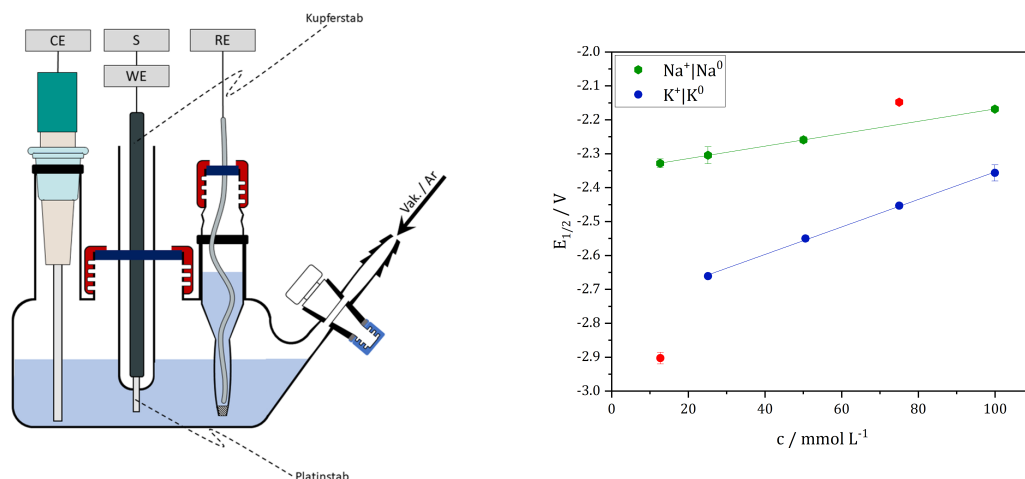 Kupferstab
CE
S
RE
WE
Vak. / Ar
Platinstab
Na⁺|Na⁰
K⁺|K⁰
E₁/₂ / V
-2.0
-2.1
-2.2
-2.3
-2.4
-2.5
-2.6
-2.7
-2.8
-2.9
-3.0
0
20
40
60
80
100
c / mmol L⁻¹